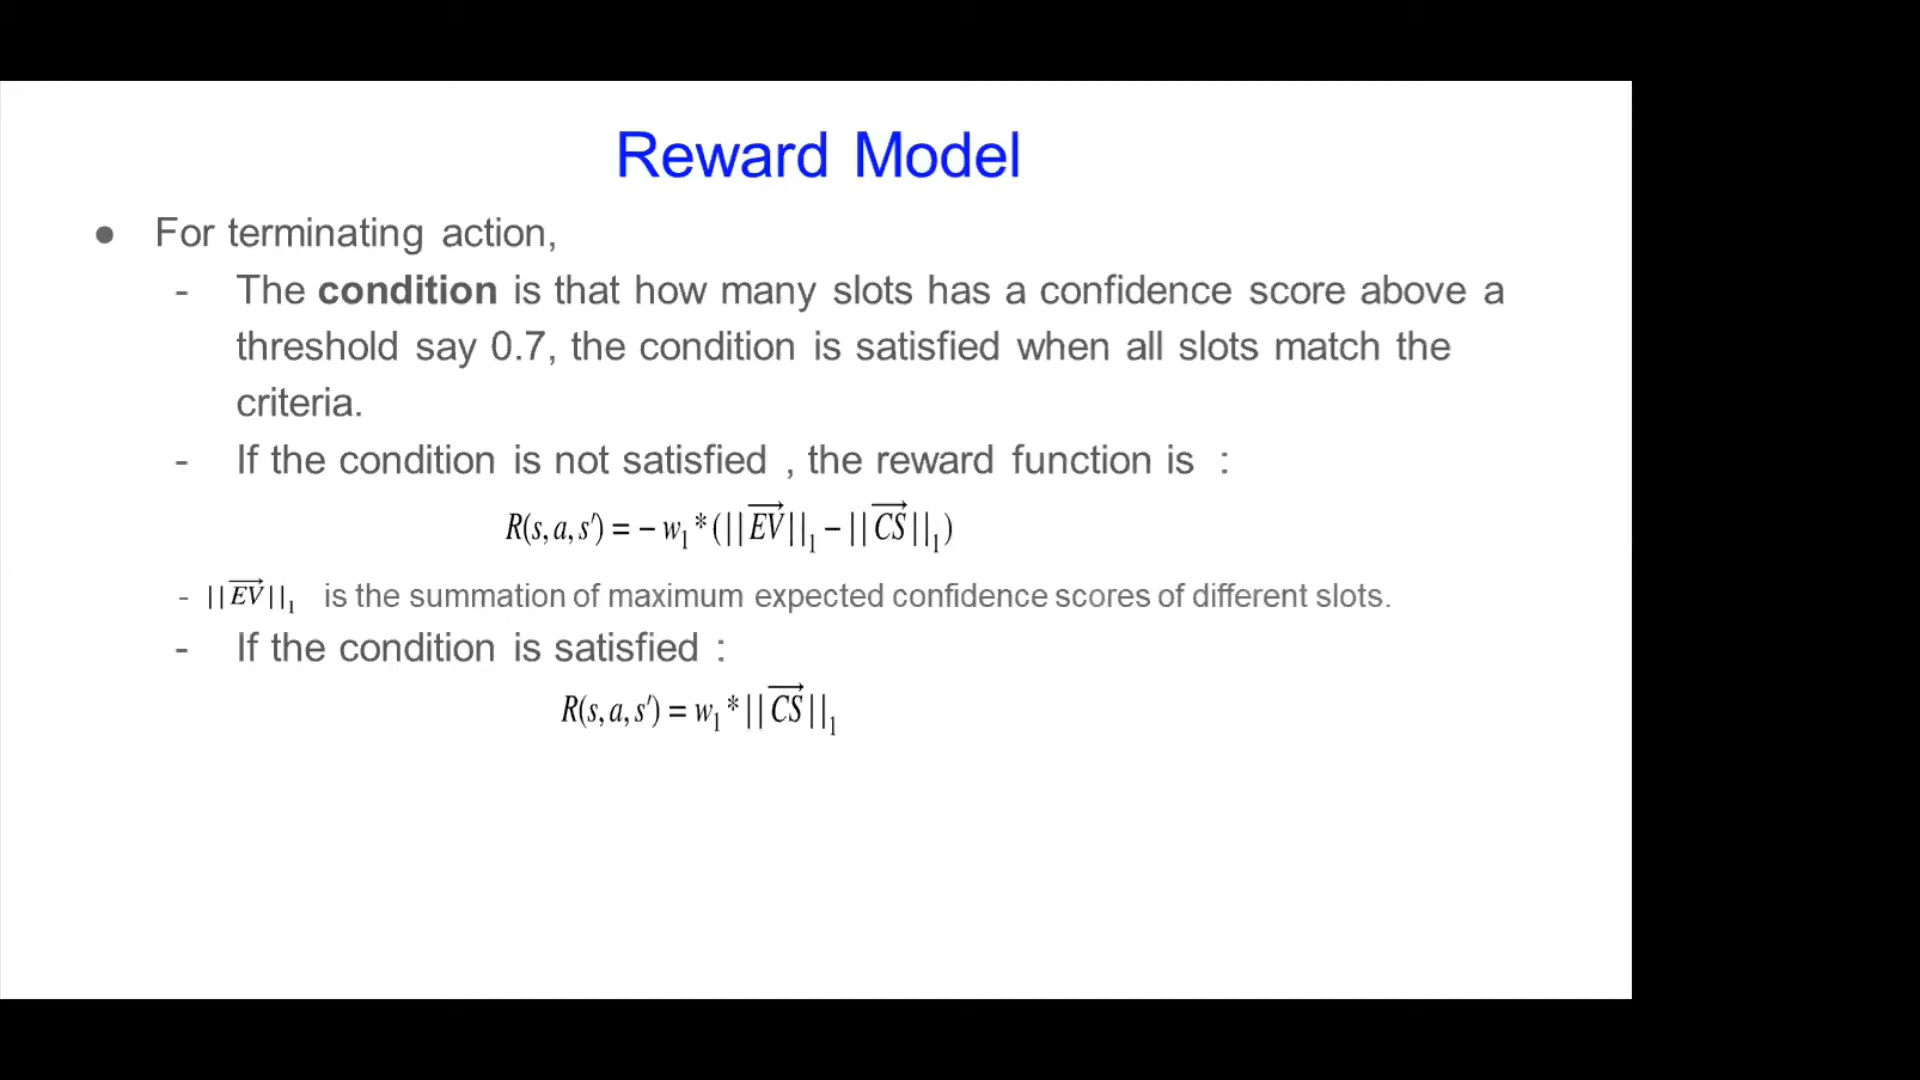 Reward Model
● For terminating action,
- The condition is that how many slots has a confidence score above a
threshold say 0.7, the condition is satisfied when all slots match the
criteria.
- If the condition is not satisfied , the reward function is :
R(s, a, s′) = − w₁ * (||EV⃗||₁ − ||CS⃗||₁)
- ||EV⃗||₁ is the summation of maximum expected confidence scores of different slots.
- If the condition is satisfied :
R(s, a, s′) = w₁ * ||CS⃗||₁